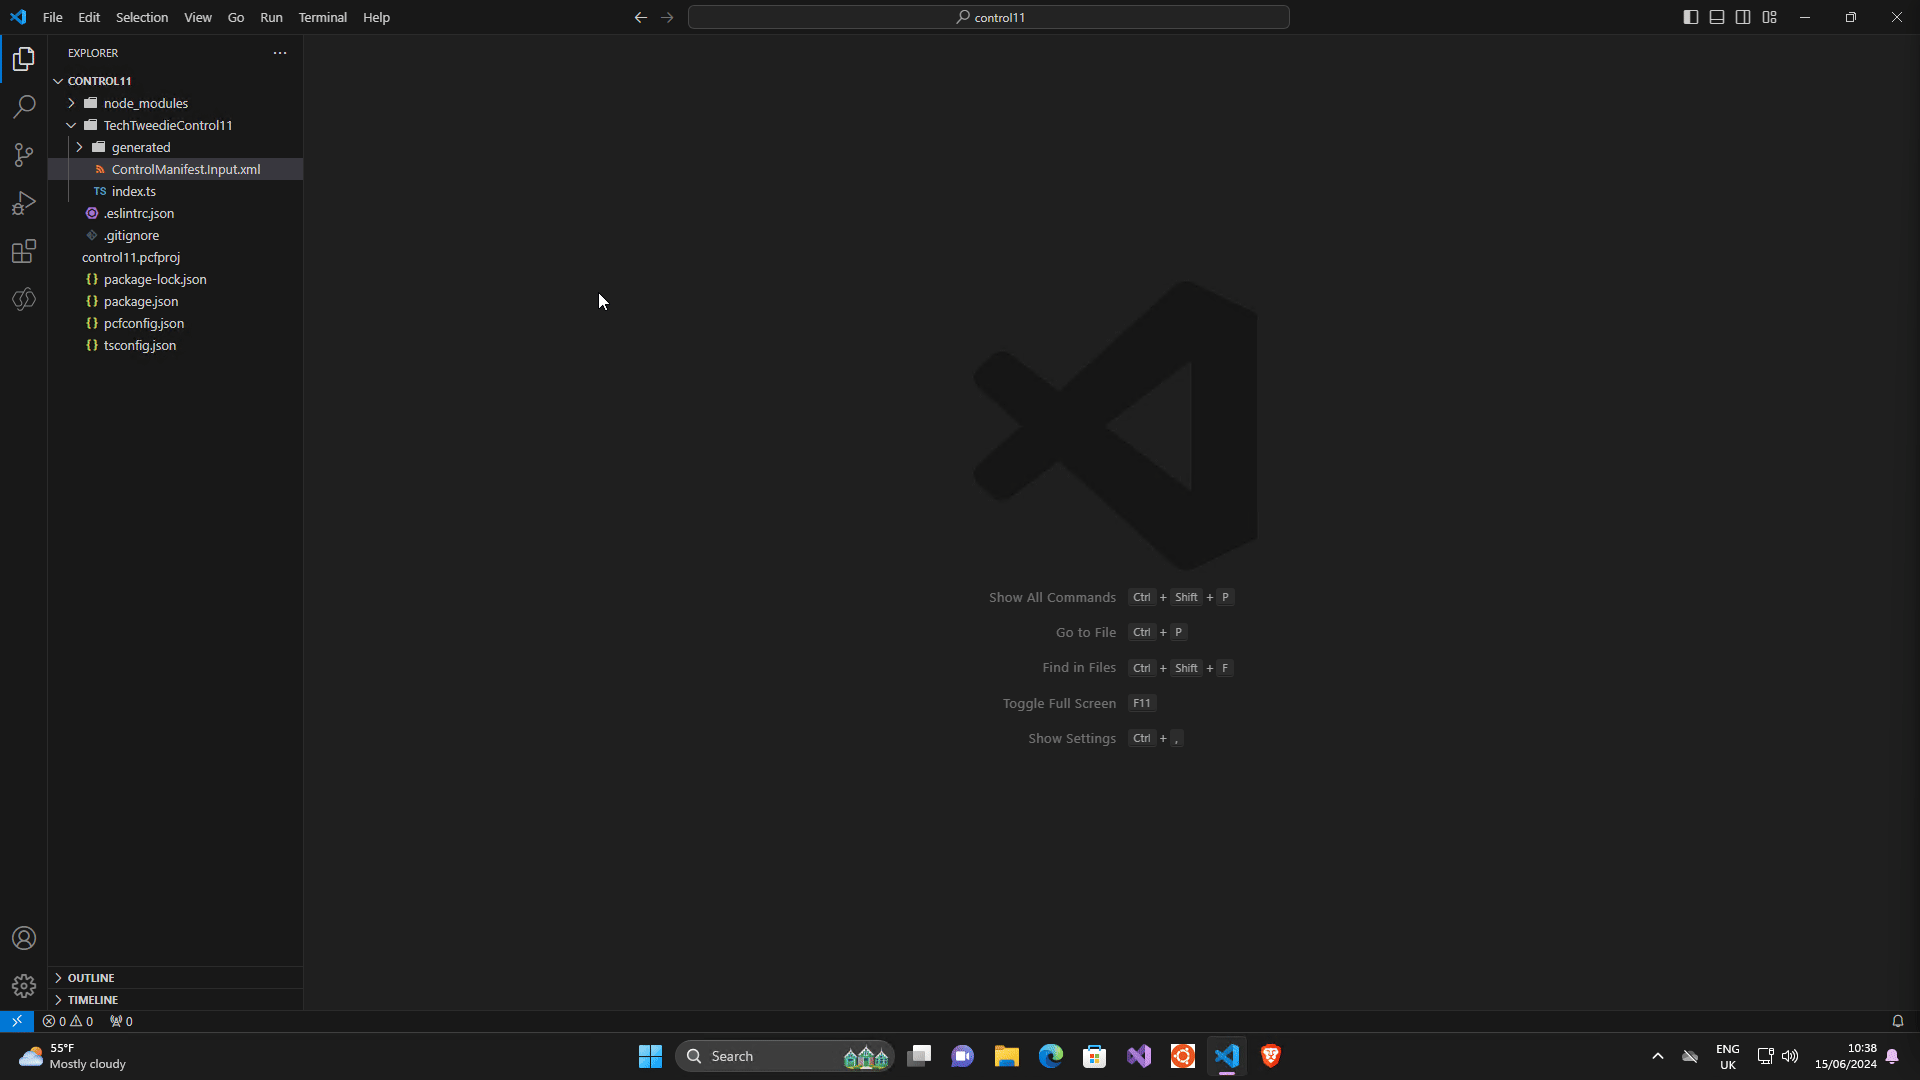 File Edit Selection View Go Run Terminal Help
control11
EXPLORER
CONTROL11
node_modules
TechTweedieControl11
generated
ControlManifest.Input.xml
TS index.ts
.eslintrc.json
.gitignore
control11.pcfproj
{} package-lock.json
{} package.json
{} pcfconfig.json
{} tsconfig.json
Show All Commands Ctrl + Shift + P
Go to File Ctrl + P
Find in Files Ctrl + Shift + F
Toggle Full Screen F11
Show Settings Ctrl + ,
OUTLINE
TIMELINE
0 0 0
55°F
Mostly cloudy
Search
ENG
UK
10:38
15/06/2024